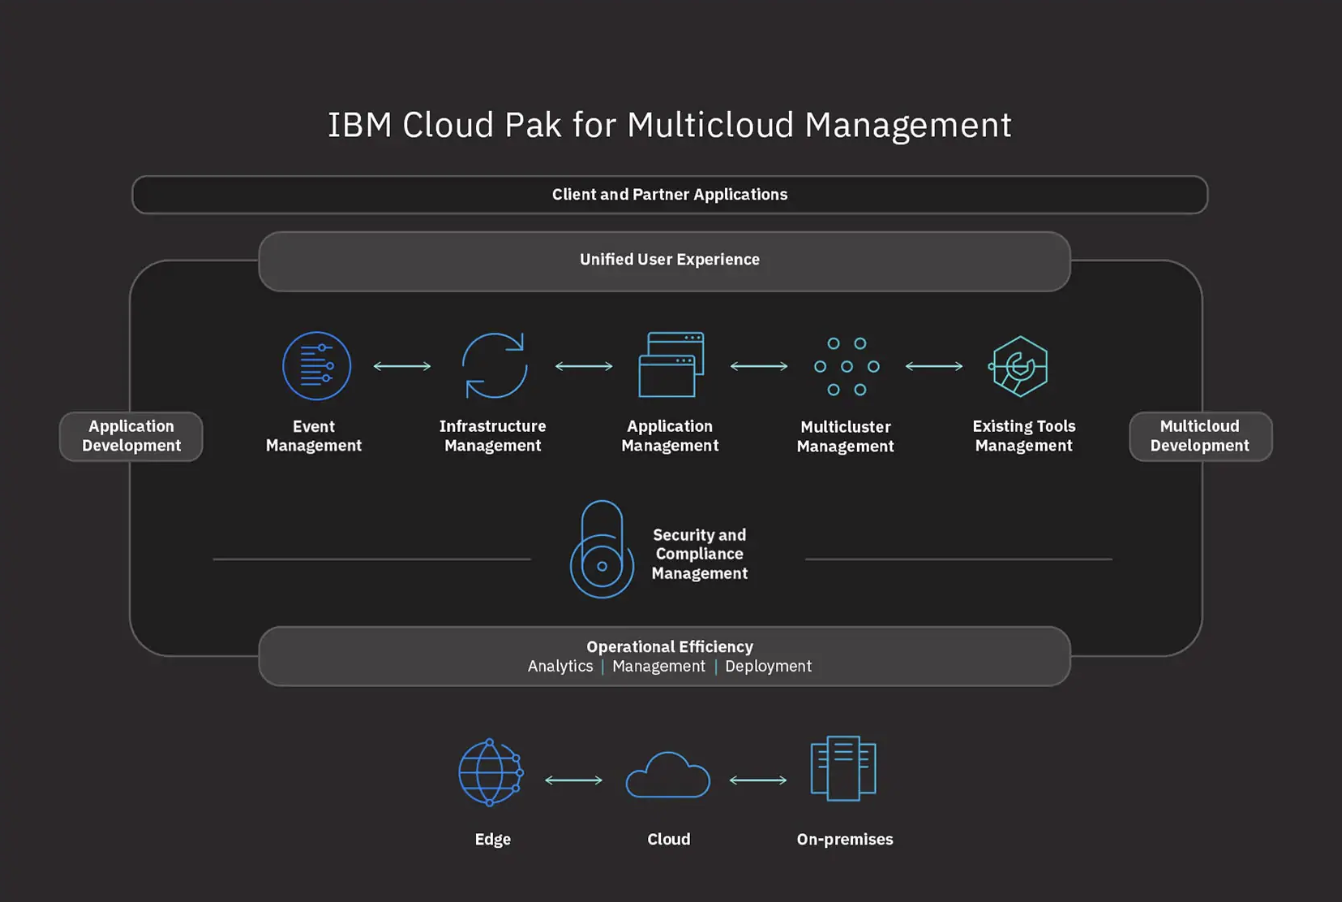 IBM Cloud Pak for Multicloud Management
Client and Partner Applications
Unified User Experience
Application
Development
Event
Management
Infrastructure
Management
Application
Management
Multicluster
Management
Existing Tools
Management
Multicloud
Development
Security and
Compliance
Management
Operational Efficiency
Analytics | Management | Deployment
Edge
Cloud
On-premises